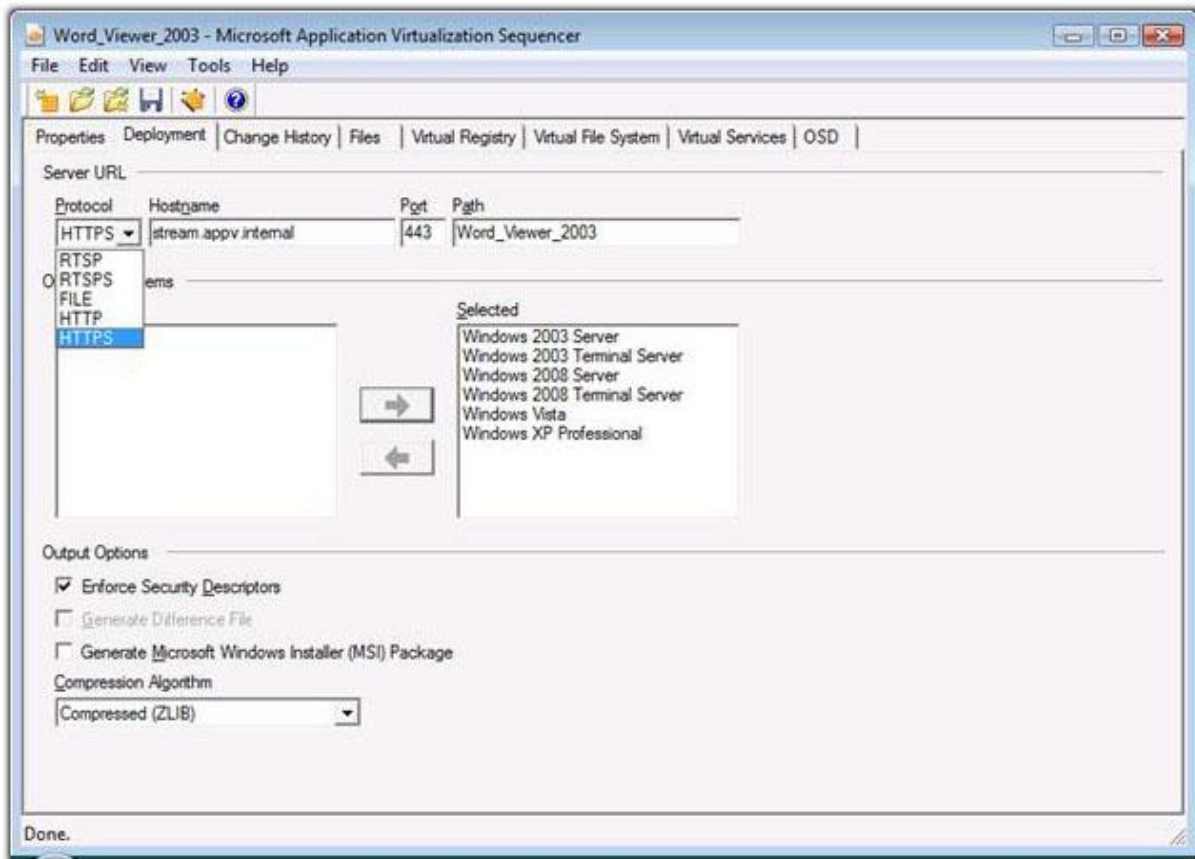 Word_Viewer_2003 - Microsoft Application Virtualization Sequencer
File Edit View Tools Help
Properties Deployment Change History Files Virtual Registry Virtual File System Virtual Services OSD
Server URL
Protocol Hostname Port Path
HTTPS stream.appv.internal 443 Word_Viewer_2003
RTSP
RTSPS
O ems
FILE
HTTP
HTTPS
Selected
Windows 2003 Server
Windows 2003 Terminal Server
Windows 2008 Server
Windows 2008 Terminal Server
Windows Vista
Windows XP Professional
Output Options
Enforce Security Descriptors
Generate Difference File
Generate Microsoft Windows Installer (MSI) Package
Compression Algorithm
Compressed (ZLIB)
Done.